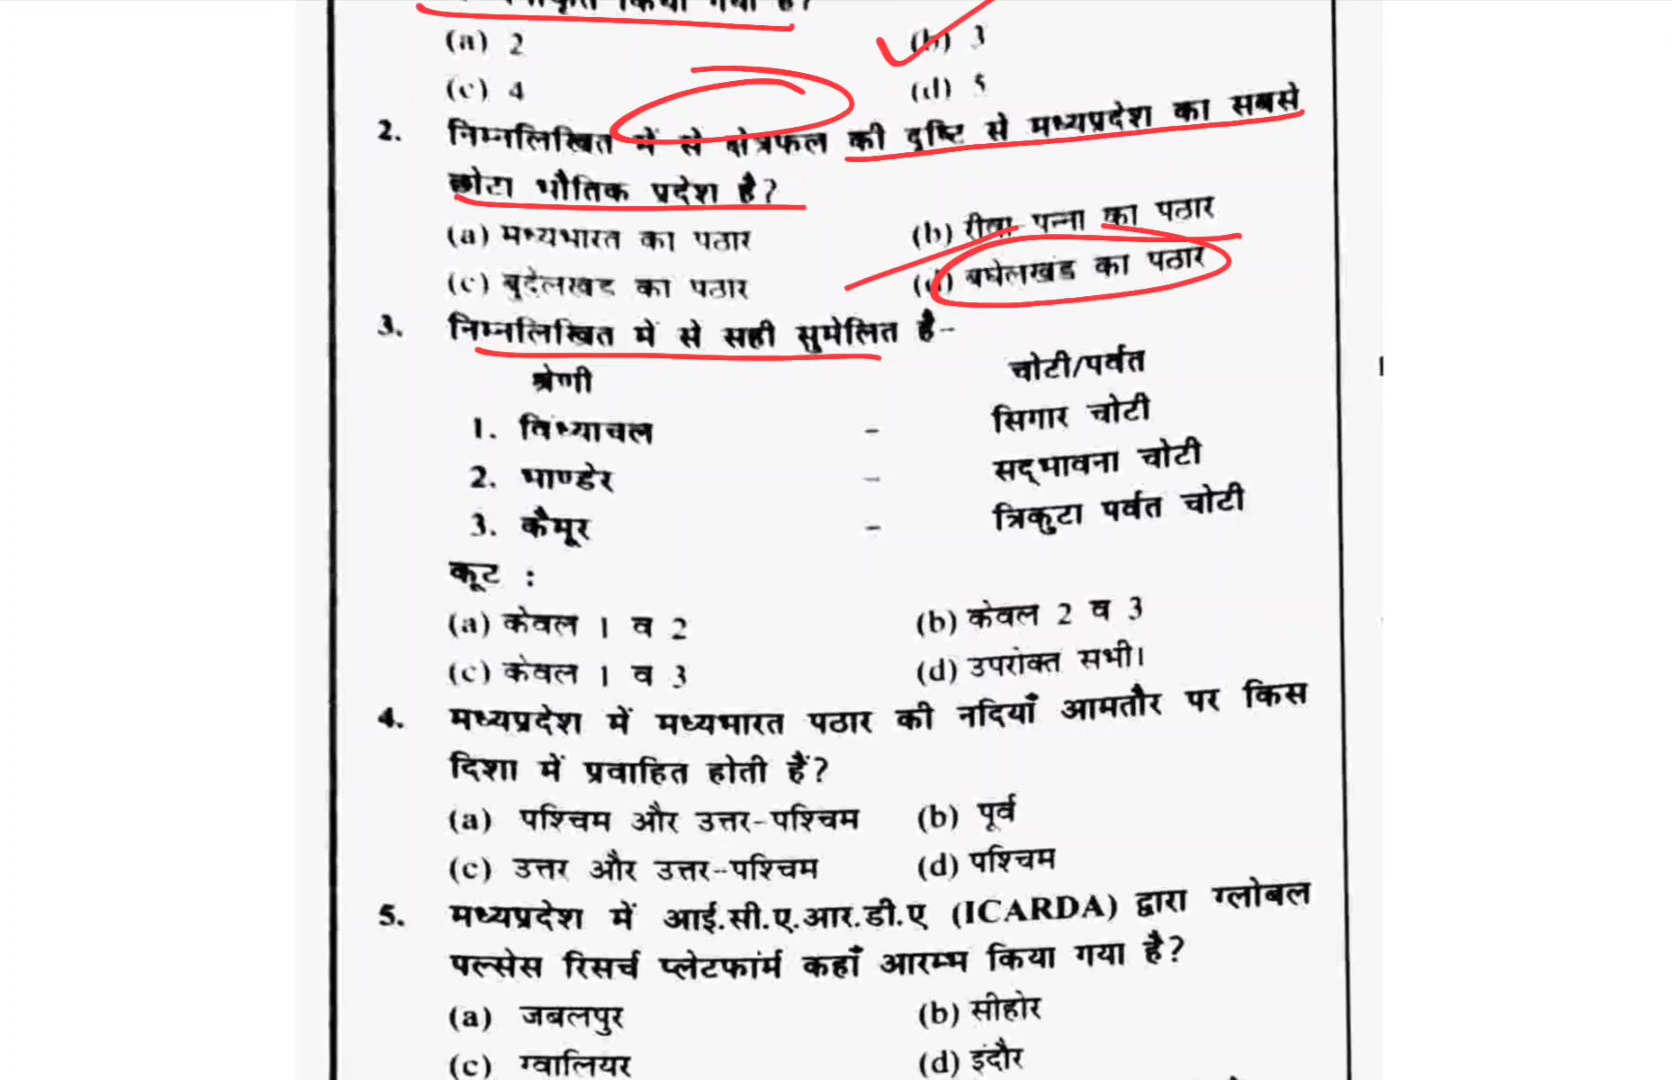 किया गया है?
(a) 2 (b) 3
(c) 4 (d) 5
2. निम्नलिखित में से क्षेत्रफल की दृष्टि से मध्यप्रदेश का सबसे
छोटा भौतिक प्रदेश है?
(a) मध्यभारत का पठार (b) रीवा पन्ना का पठार
(c) बुंदेलखंड का पठार (d) बघेलखंड का पठार
3. निम्नलिखित में से सही सुमेलित है-
श्रेणी चोटी/पर्वत
1. विंध्याचल - सिगार चोटी
2. भाण्डेर - सद्भावना चोटी
3. कैमूर - त्रिकुटा पर्वत चोटी
कूट :
(a) केवल 1 व 2 (b) केवल 2 व 3
(c) केवल 1 व 3 (d) उपरोक्त सभी।
4. मध्यप्रदेश में मध्यभारत पठार की नदियाँ आमतौर पर किस
दिशा में प्रवाहित होती हैं?
(a) पश्चिम और उत्तर-पश्चिम (b) पूर्व
(c) उत्तर और उत्तर-पश्चिम (d) पश्चिम
5. मध्यप्रदेश में आई.सी.ए.आर.डी.ए (ICARDA) द्वारा ग्लोबल
पल्सेस रिसर्च प्लेटफार्म कहाँ आरम्भ किया गया है?
(a) जबलपुर (b) सीहोर
(c) ग्वालियर (d) इंदौर